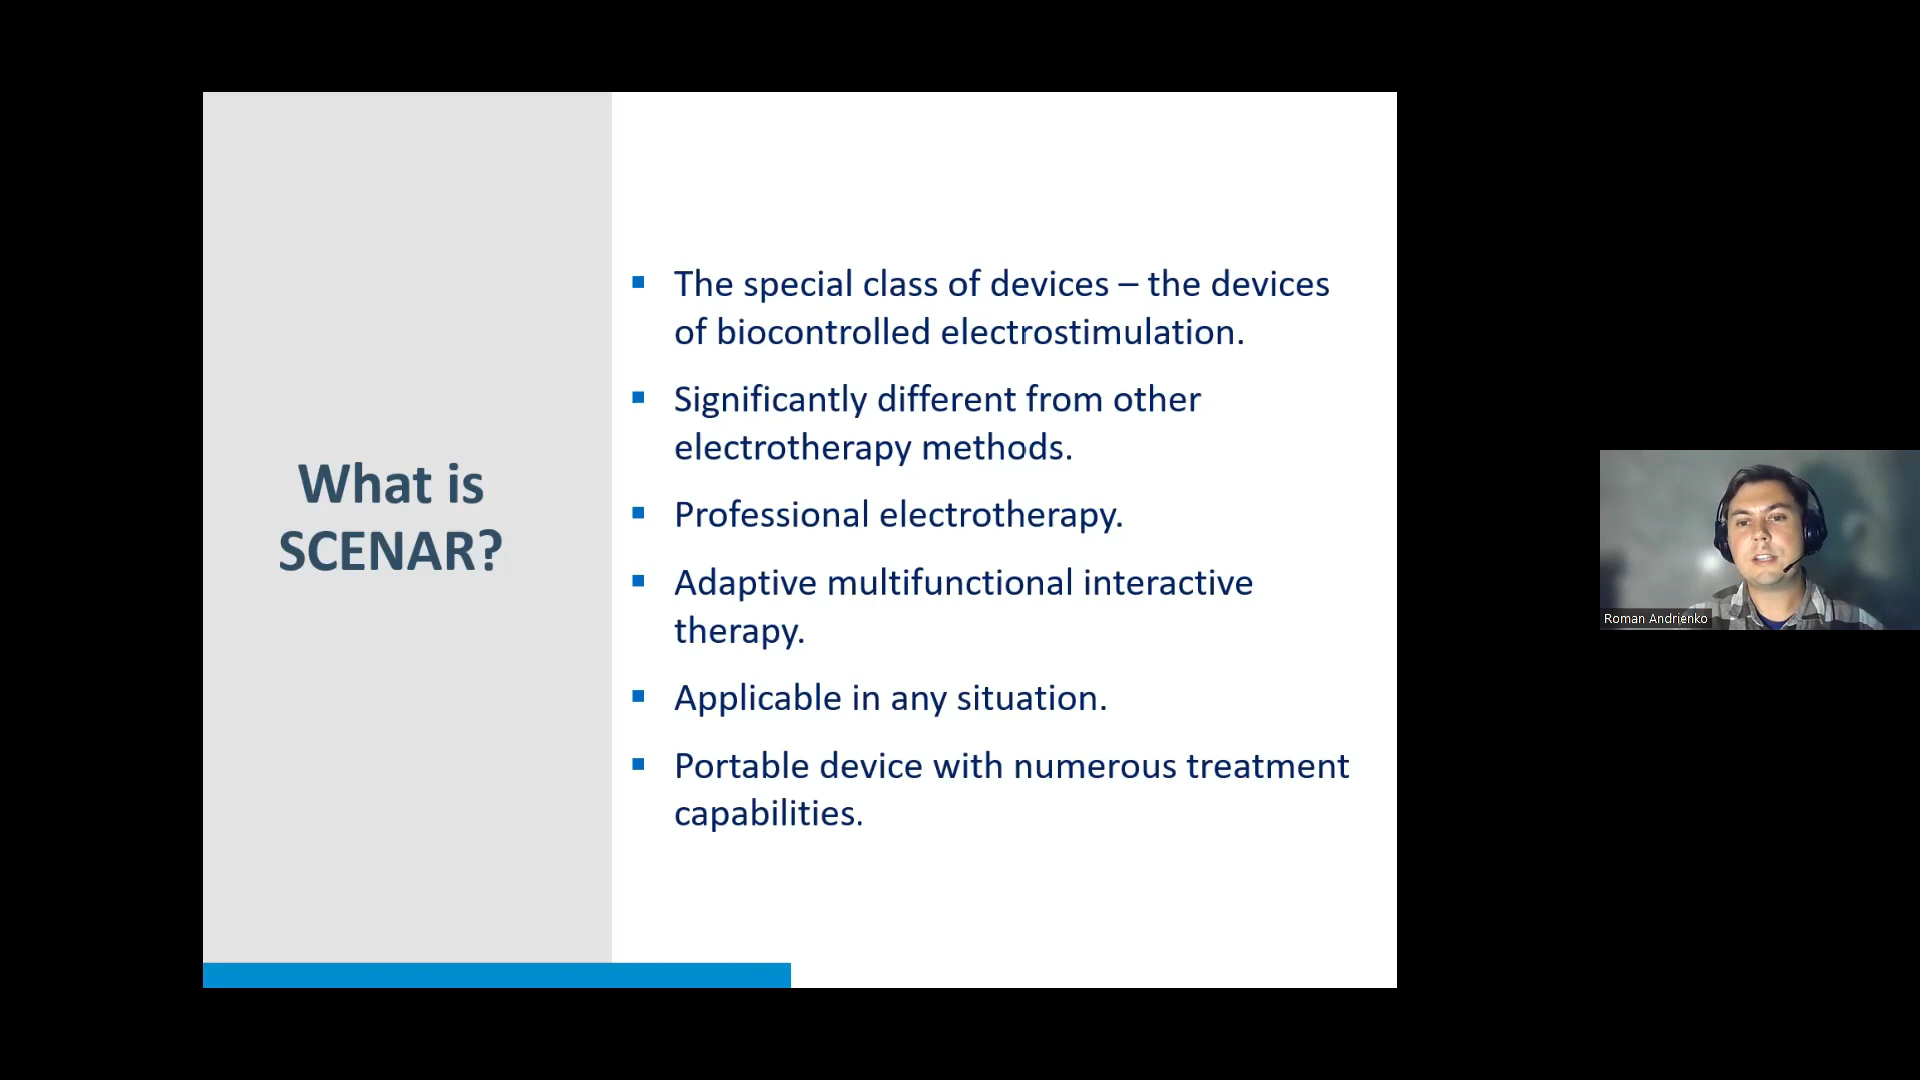 What is
SCENAR?
▪ The special class of devices – the devices
of biocontrolled electrostimulation.
▪ Significantly different from other
electrotherapy methods.
▪ Professional electrotherapy.
▪ Adaptive multifunctional interactive
therapy.
▪ Applicable in any situation.
▪ Portable device with numerous treatment
capabilities.
Roman Andrienko